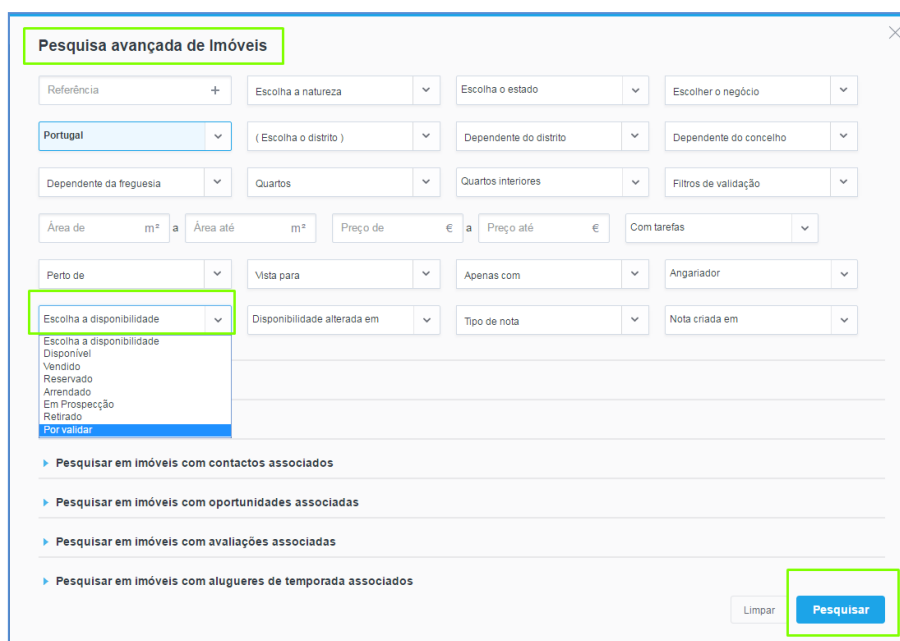 Pesquisa avançada de Imóveis
Referência + Escolha a natureza Escolha o estado Escolher o negócio
Portugal ( Escolha o distrito ) Dependente do distrito Dependente do concelho
Dependente da freguesia Quartos Quartos interiores Filtros de validação
Área de m² a Área até m² Preço de € a Preço até € Com tarefas
Perto de Vista para Apenas com Angariador
Escolha a disponibilidade Disponibilidade alterada em Tipo de nota Nota criada em
Escolha a disponibilidade
Disponível
Vendido
Reservado
Arrendado
Em Prospecção
Retirado
Por validar
Pesquisar em imóveis com contactos associados
Pesquisar em imóveis com oportunidades associadas
Pesquisar em imóveis com avaliações associadas
Pesquisar em imóveis com alugueres de temporada associados
Limpar Pesquisar